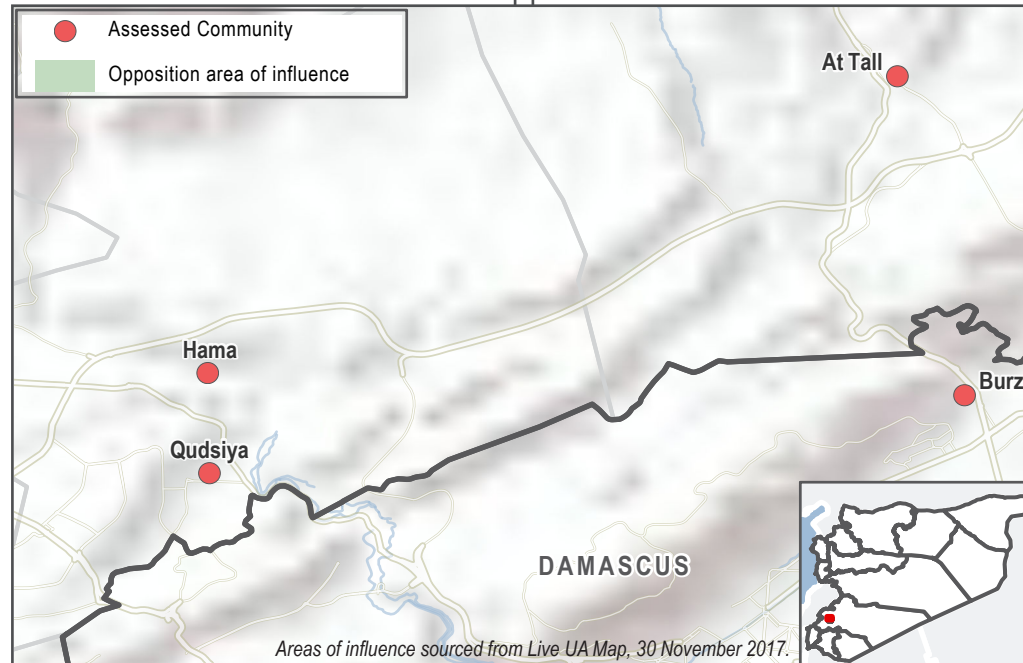 Assessed Community
Opposition area of influence
At Tall
Hama
Burz
Qudsiya
DAMASCUS
Areas of influence sourced from Live UA Map, 30 November 2017.